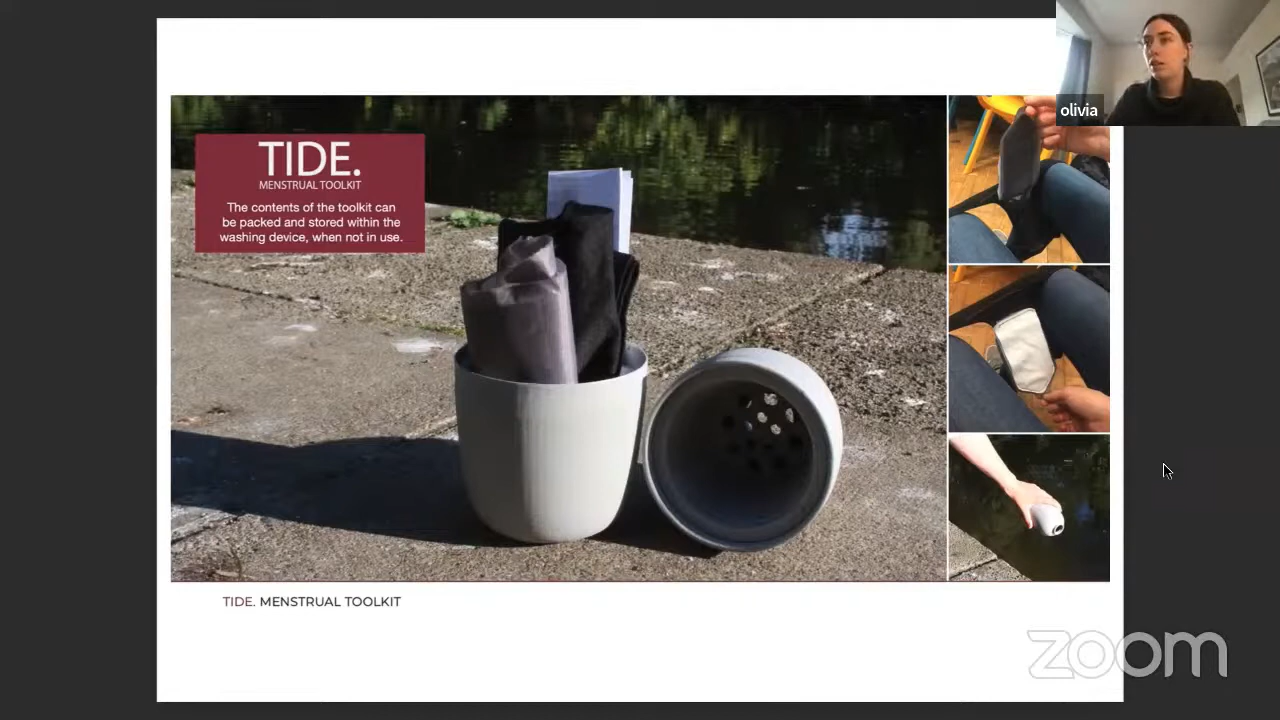 olivia
TIDE.
MENSTRUAL TOOLKIT
The contents of the toolkit can
be packed and stored within the
washing device, when not in use.
TIDE. MENSTRUAL TOOLKIT
zoom